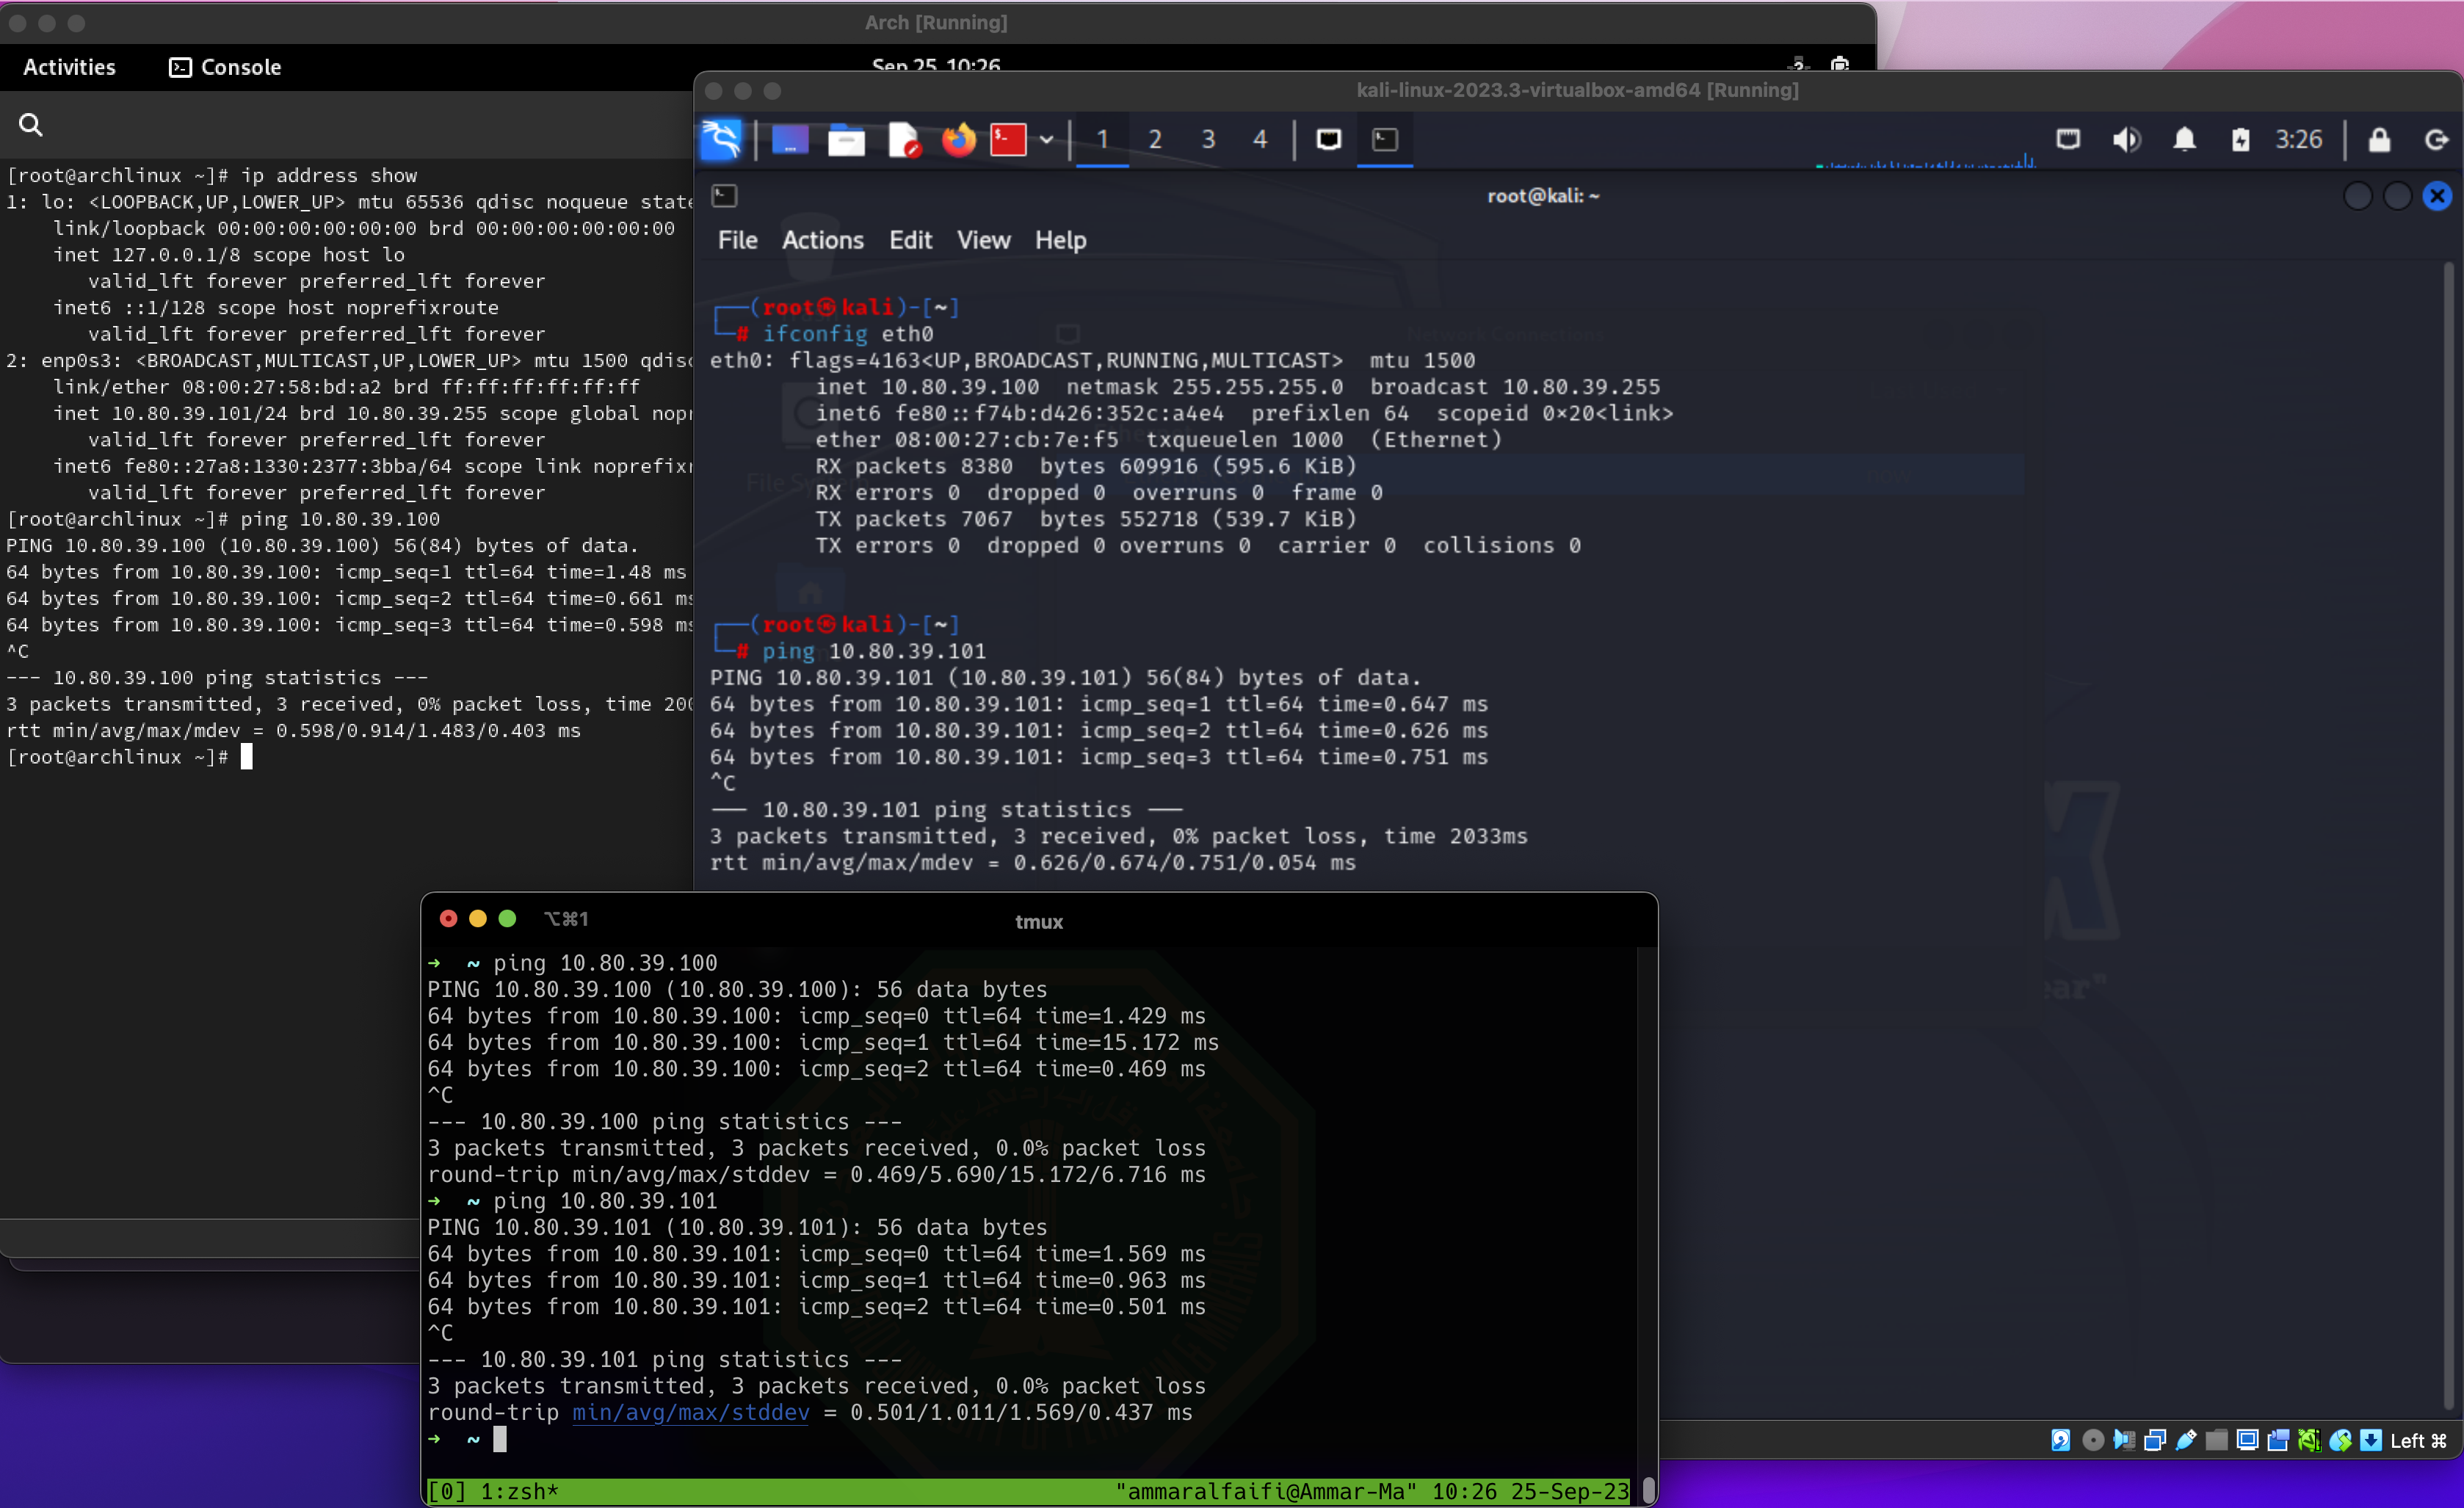 Arch [Running]
Activities
Console
Sep 25 10:26
[root@archlinux ~]# ip address show
1: lo: <LOOPBACK,UP,LOWER_UP> mtu 65536 qdisc noqueue state
link/loopback 00:00:00:00:00:00 brd 00:00:00:00:00:00
inet 127.0.0.1/8 scope host lo
valid_lft forever preferred_lft forever
inet6 ::1/128 scope host noprefixroute
valid_lft forever preferred_lft forever
2: enp0s3: <BROADCAST,MULTICAST,UP,LOWER_UP> mtu 1500 qdisc
link/ether 08:00:27:58:bd:a2 brd ff:ff:ff:ff:ff:ff
inet 10.80.39.101/24 brd 10.80.39.255 scope global nopr
valid_lft forever preferred_lft forever
inet6 fe80::27a8:1330:2377:3bba/64 scope link noprefixr
valid_lft forever preferred_lft forever
[root@archlinux ~]# ping 10.80.39.100
PING 10.80.39.100 (10.80.39.100) 56(84) bytes of data.
64 bytes from 10.80.39.100: icmp_seq=1 ttl=64 time=1.48 ms
64 bytes from 10.80.39.100: icmp_seq=2 ttl=64 time=0.661 ms
64 bytes from 10.80.39.100: icmp_seq=3 ttl=64 time=0.598 ms
^C
--- 10.80.39.100 ping statistics ---
3 packets transmitted, 3 received, 0% packet loss, time 200
rtt min/avg/max/mdev = 0.598/0.914/1.483/0.403 ms
[root@archlinux ~]#
kali-linux-2023.3-virtualbox-amd64 [Running]
1 2 3 4
3:26
root@kali: ~
File Actions Edit View Help
┌──(root㉿kali)-[~]
└─# ifconfig eth0
eth0: flags=4163<UP,BROADCAST,RUNNING,MULTICAST>  mtu 1500
inet 10.80.39.100  netmask 255.255.255.0  broadcast 10.80.39.255
inet6 fe80::f74b:d426:352c:a4e4  prefixlen 64  scopeid 0×20<link>
ether 08:00:27:cb:7e:f5  txqueuelen 1000  (Ethernet)
RX packets 8380  bytes 609916 (595.6 KiB)
RX errors 0  dropped 0  overruns 0  frame 0
TX packets 7067  bytes 552718 (539.7 KiB)
TX errors 0  dropped 0 overruns 0  carrier 0  collisions 0
┌──(root㉿kali)-[~]
└─# ping 10.80.39.101
PING 10.80.39.101 (10.80.39.101) 56(84) bytes of data.
64 bytes from 10.80.39.101: icmp_seq=1 ttl=64 time=0.647 ms
64 bytes from 10.80.39.101: icmp_seq=2 ttl=64 time=0.626 ms
64 bytes from 10.80.39.101: icmp_seq=3 ttl=64 time=0.751 ms
^C
--- 10.80.39.101 ping statistics ---
3 packets transmitted, 3 received, 0% packet loss, time 2033ms
rtt min/avg/max/mdev = 0.626/0.674/0.751/0.054 ms
⌥⌘1
tmux
➜  ~ ping 10.80.39.100
PING 10.80.39.100 (10.80.39.100): 56 data bytes
64 bytes from 10.80.39.100: icmp_seq=0 ttl=64 time=1.429 ms
64 bytes from 10.80.39.100: icmp_seq=1 ttl=64 time=15.172 ms
64 bytes from 10.80.39.100: icmp_seq=2 ttl=64 time=0.469 ms
^C
--- 10.80.39.100 ping statistics ---
3 packets transmitted, 3 packets received, 0.0% packet loss
round-trip min/avg/max/stddev = 0.469/5.690/15.172/6.716 ms
➜  ~ ping 10.80.39.101
PING 10.80.39.101 (10.80.39.101): 56 data bytes
64 bytes from 10.80.39.101: icmp_seq=0 ttl=64 time=1.569 ms
64 bytes from 10.80.39.101: icmp_seq=1 ttl=64 time=0.963 ms
64 bytes from 10.80.39.101: icmp_seq=2 ttl=64 time=0.501 ms
^C
--- 10.80.39.101 ping statistics ---
3 packets transmitted, 3 packets received, 0.0% packet loss
round-trip min/avg/max/stddev = 0.501/1.011/1.569/0.437 ms
➜  ~
[0] 1:zsh* "ammaralfaifi@Ammar-Ma" 10:26 25-Sep-23
Left ⌘